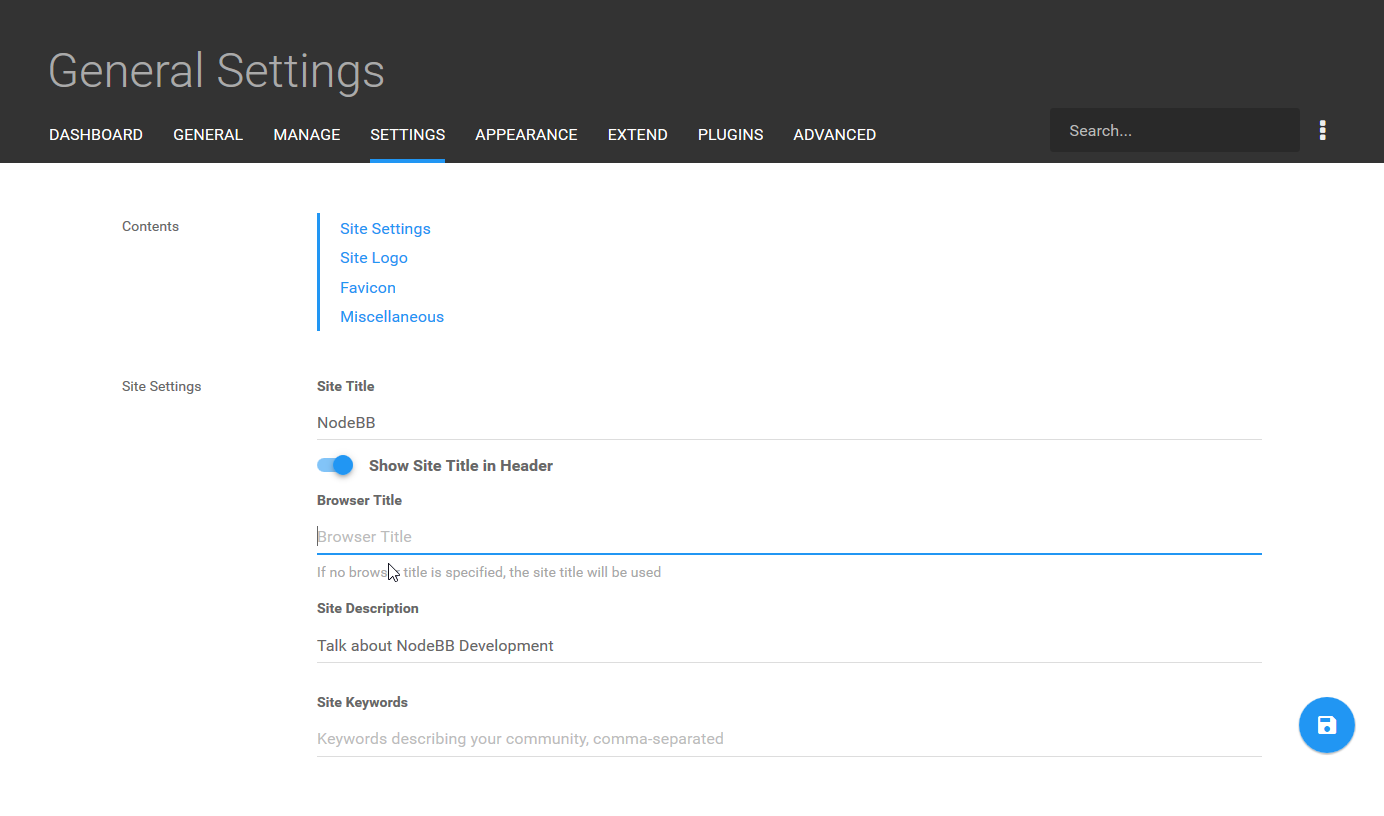 General Settings
DASHBOARD GENERAL MANAGE SETTINGS APPEARANCE EXTEND PLUGINS ADVANCED Search...
Contents
Site Settings
Site Logo
Favicon
Miscellaneous
Site Settings
Site Title
NodeBB
Show Site Title in Header
Browser Title
Browser Title
If no browser title is specified, the site title will be used
Site Description
Talk about NodeBB Development
Site Keywords
Keywords describing your community, comma-separated